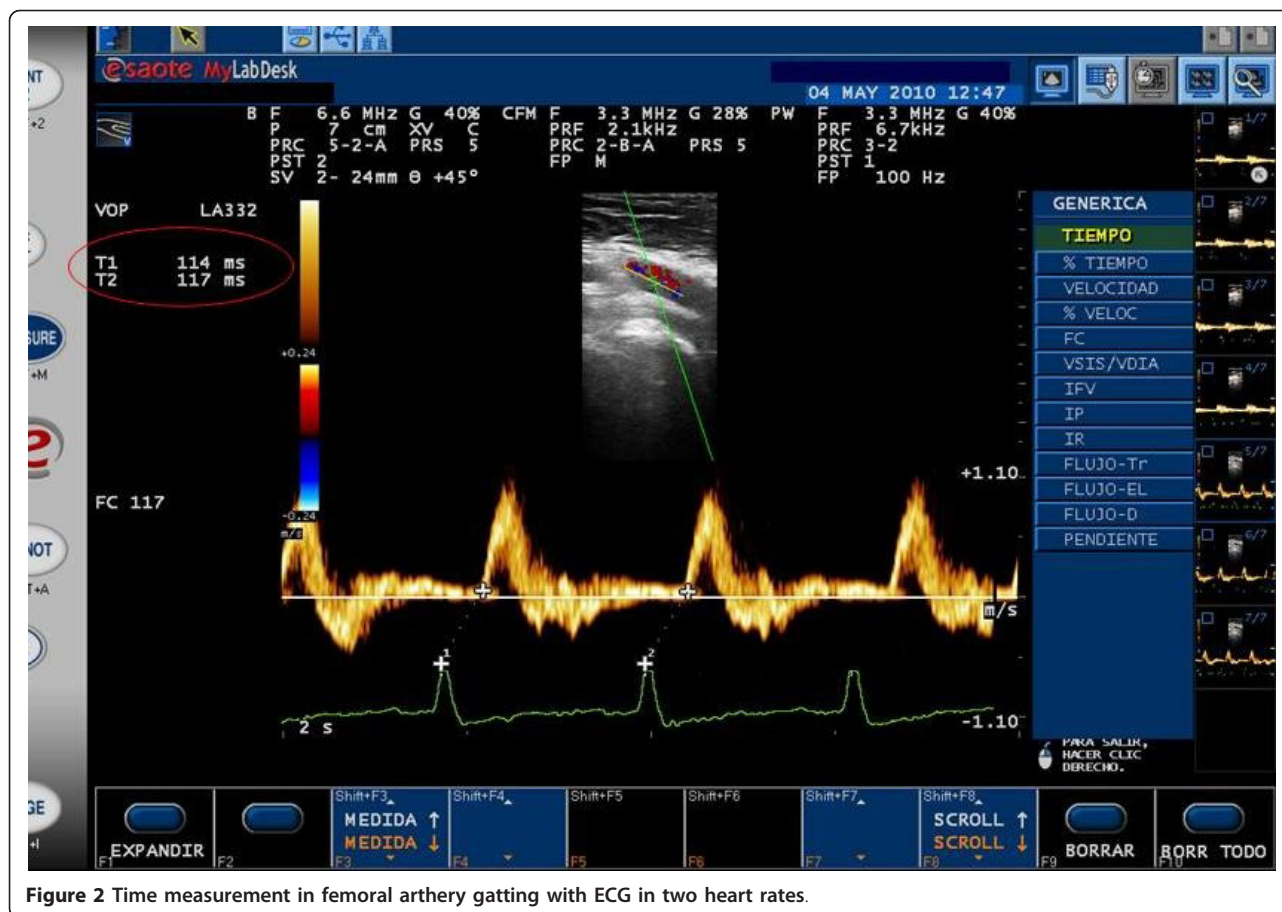 esaote MyLabDesk
04 MAY 2010 12:47
NT
+2
B F 6.6 MHz G 40% CFM F 3.3 MHz G 28% PW F 3.3 MHz G 40%
P 7 cm XV C PRF 2.1kHz PRF 6.7kHz
PRC 5-2-A PRS 5 PRC 2-B-A PRS 5 PRC 3-2
PST 2 FP M PST 1
SV 2- 24mm θ +45° FP 100 Hz
1/7
2/7
3/7
4/7
5/7
6/7
7/7
VOP LA332
T1 114 ms
T2 117 ms
SURE
+M
+0.24
-0.24
m/s
FC 117
NOT
T+A
GENERICA
TIEMPO
% TIEMPO
VELOCIDAD
% VELOC
FC
VSIS/VDIA
IFV
IP
IR
FLUJO-Tr
FLUJO-EL
FLUJO-D
PENDIENTE
+1.10
m/s
1
2
2 s
-1.10
PARA SALIR,
HACER CLIC
DERECHO.
GE
+I
Shift+F3 Shift+F4 Shift+F5 Shift+F6 Shift+F7 Shift+F8
MEDIDA ↑ SCROLL ↑
MEDIDA ↓ SCROLL ↓
EXPANDIR BORRAR BORR TODO
F1 F2 F3 F4 F5 F6 F7 F8 F9 F10
Figure 2 Time measurement in femoral arthery gatting with ECG in two heart rates.